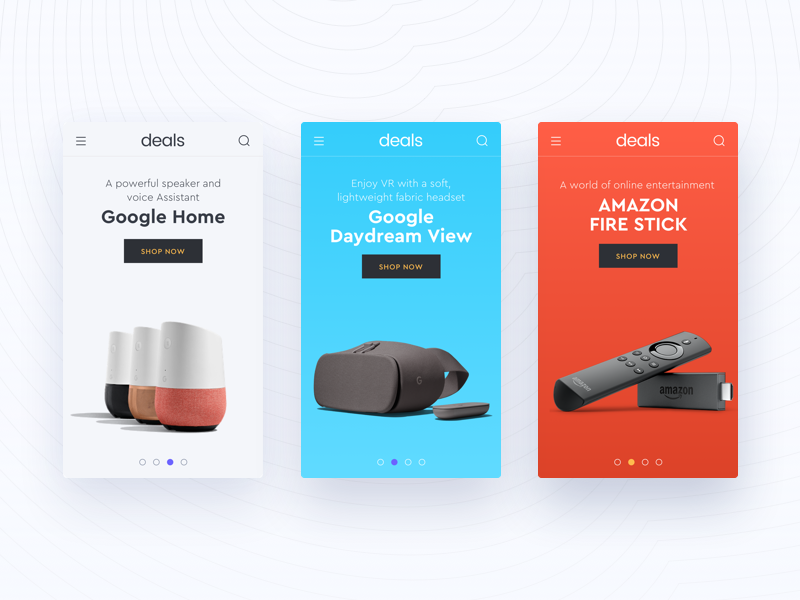 deals
A powerful speaker and
voice Assistant
Google Home
SHOP NOW
deals
Enjoy VR with a soft,
lightweight fabric headset
Google
Daydream View
SHOP NOW
G
deals
A world of online entertainment
AMAZON
FIRE STICK
SHOP NOW
amazon
amazon